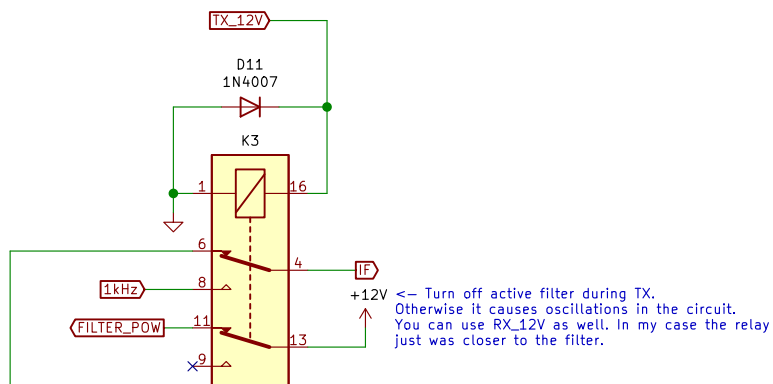 TX_12V
D11
1N4007
K3
1 16
6
4 IF
1kHz 8
+12V <- Turn off active filter during TX.
Otherwise it causes oscillations in the circuit.
You can use RX_12V as well. In my case the relay
just was closer to the filter.
FILTER_POW 11
13
9